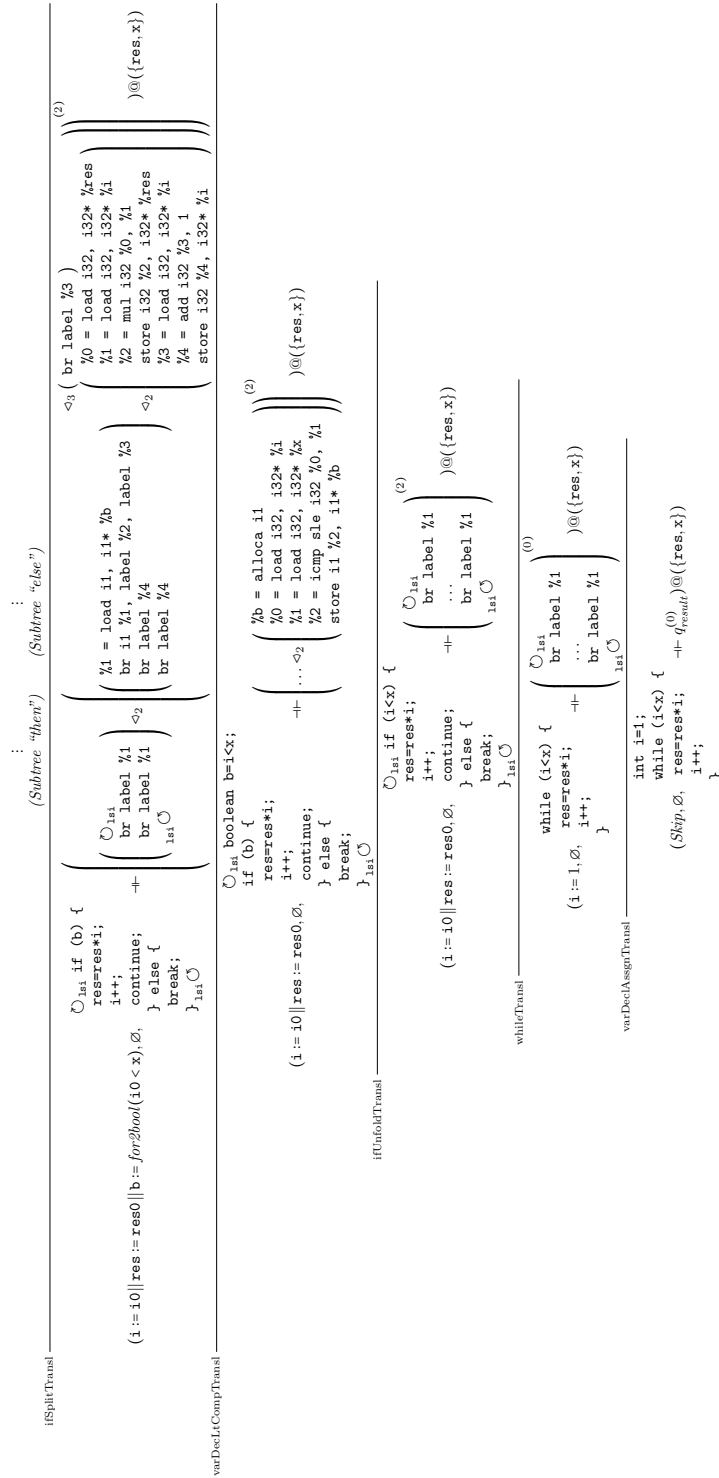 ⋮ ⋮
(Subtree “then”) (Subtree “else”)
ifSplitTransl
(i := i0||res := res0||b := for2bool(i0 < x), ∅,
↻lsi if (b) {
res=res*i;
i++;
continue;
} else {
break;
}lsi↺
⫣⊢
↻lsi
br label %1
br label %1
lsi↺
◁2
%1 = load i1, i1* %b
br i1 %1, label %2, label %3
br label %4
br label %4
◁3 ( br label %3 )
◁2
%0 = load i32, i32* %res
%1 = load i32, i32* %i
%2 = mul i32 %0, %1
store i32 %2, i32* %res
%3 = load i32, i32* %i
%4 = add i32 %3, 1
store i32 %4, i32* %i
(2)
)@({res, x})
varDecLtCompTransl
(i := i0||res := res0, ∅,
↻lsi boolean b=i<x;
if (b) {
res=res*i;
i++;
continue;
} else {
break;
}lsi↺
⫣⊢
... ◁2
%b = alloca i1
%0 = load i32, i32* %i
%1 = load i32, i32* %x
%2 = icmp sle i32 %0, %1
store i1 %2, i1* %b
(2)
)@({res, x})
ifUnfoldTransl
(i := i0||res := res0, ∅,
↻lsi if (i<x) {
res=res*i;
i++;
continue;
} else {
break;
}lsi↺
⫣⊢
↻lsi
br label %1
...
br label %1
lsi↺
(2)
)@({res, x})
whileTransl
(i := 1, ∅,
while (i<x) {
res=res*i;
i++;
}
⫣⊢
↻lsi
br label %1
...
br label %1
lsi↺
(0)
)@({res, x})
varDeclAssgnTransl
(Skip, ∅,
int i=1;
while (i<x) {
res=res*i;
i++;
}
⫣⊢ q(0)result)@({res, x})